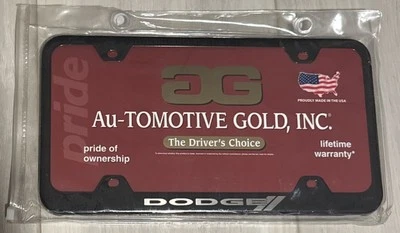 pride
GG
PROUDLY MADE IN THE USA
Au-TOMOTIVE GOLD, INC.®
The Driver's Choice
pride of
ownership
lifetime
warranty*
DODGE